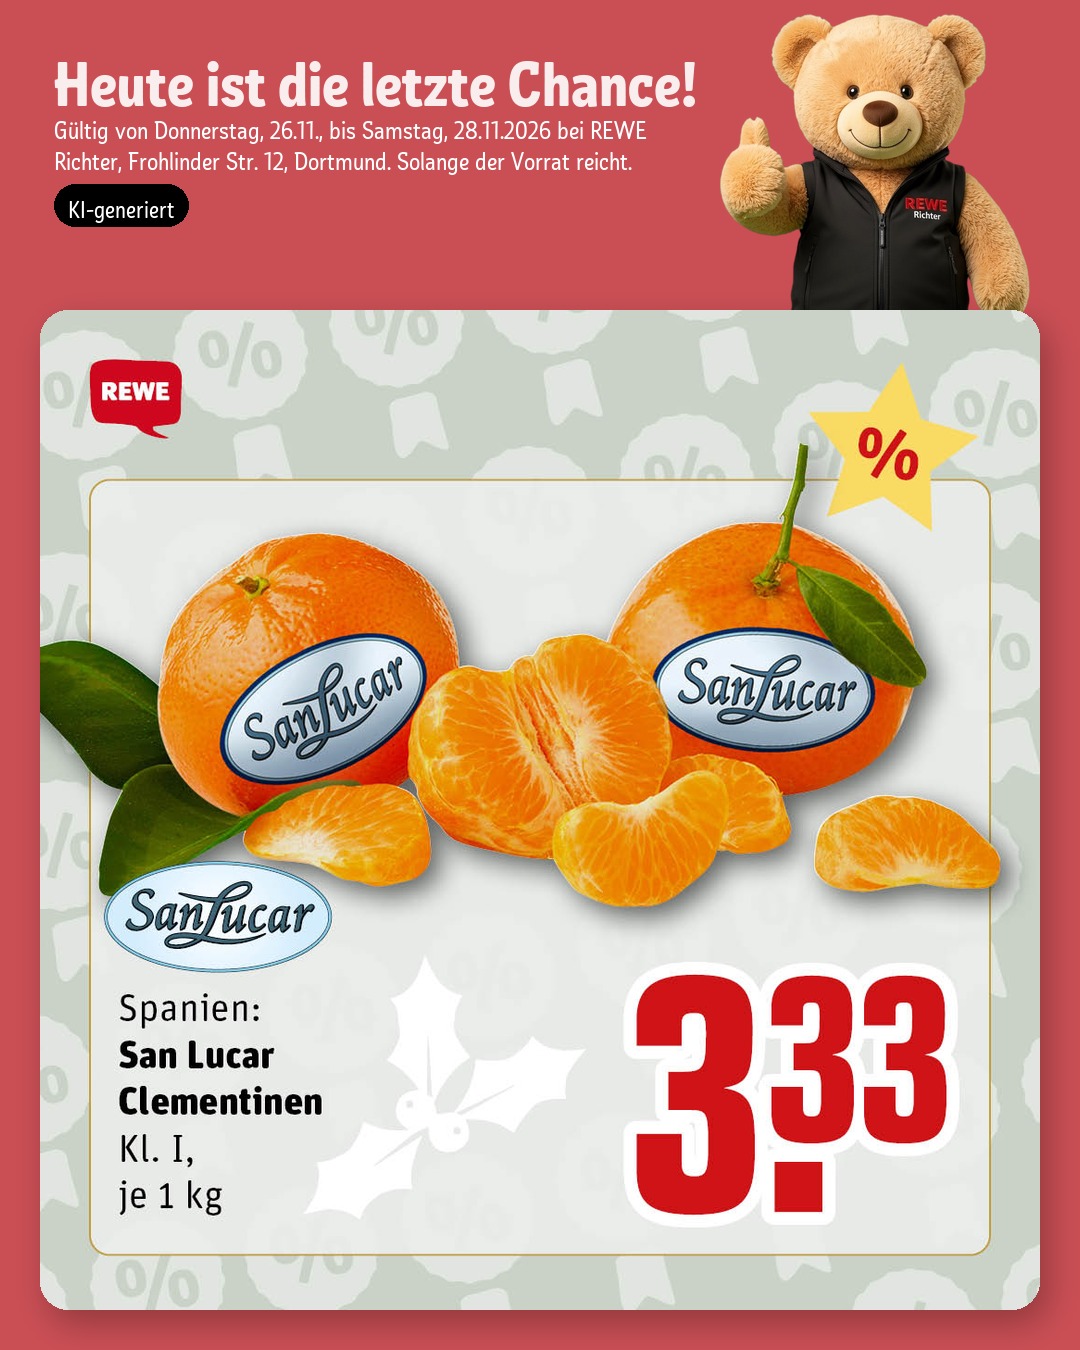 Heute ist die letzte Chance!
Gültig von Donnerstag, 26.11., bis Samstag, 28.11.2026 bei REWE
Richter, Frohlinder Str. 12, Dortmund. Solange der Vorrat reicht.
KI-generiert
REWE
Richter
REWE
%
SanLucar
SanLucar
SanLucar
Spanien:
San Lucar
Clementinen
Kl. I,
je 1 kg
3.33